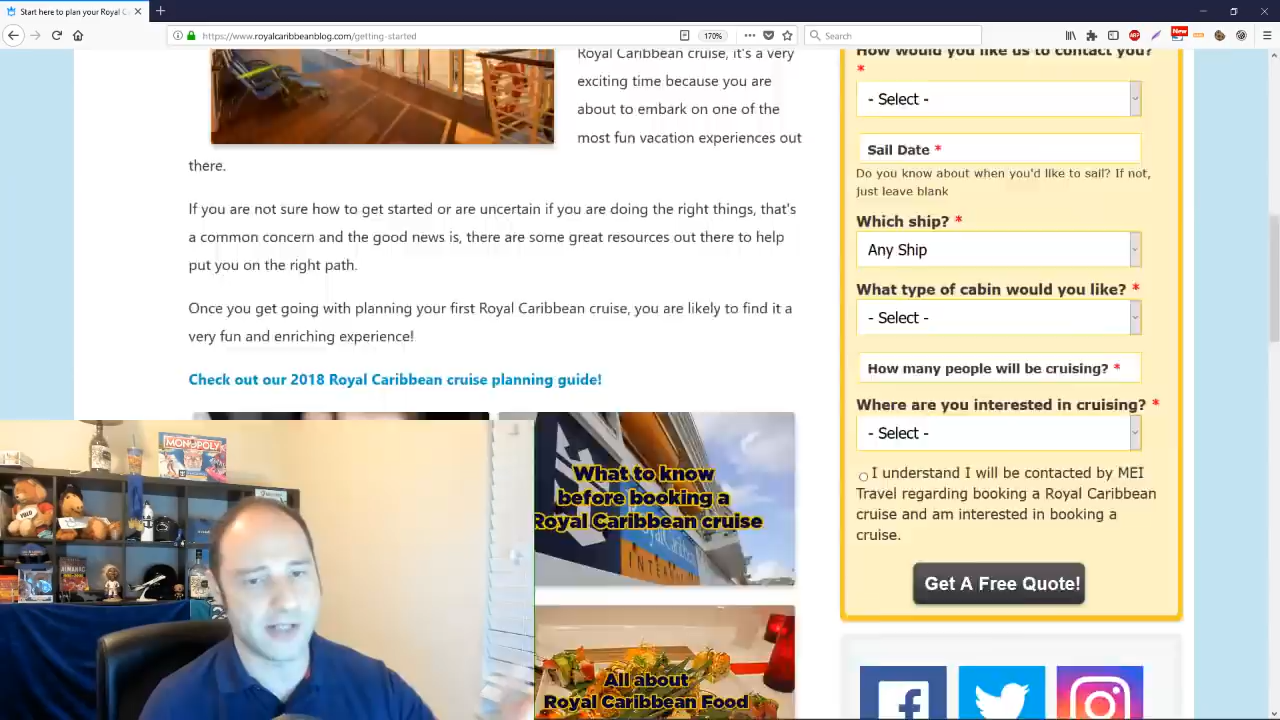 Start here to plan your Royal Ca
https://www.royalcaribbeanblog.com/getting-started
170%
Search
New
ABP
Royal Caribbean cruise, it's a very
exciting time because you are
about to embark on one of the
most fun vacation experiences out
there.
If you are not sure how to get started or are uncertain if you are doing the right things, that's
a common concern and the good news is, there are some great resources out there to help
put you on the right path.
Once you get going with planning your first Royal Caribbean cruise, you are likely to find it a
very fun and enriching experience!
Check out our 2018 Royal Caribbean cruise planning guide!
What to know
before booking a
Royal Caribbean cruise
All about
Royal Caribbean Food
MONOPOLY
ALMANAC
How would you like us to contact you?
*
- Select -
Sail Date *
Do you know about when you'd like to sail? If not,
just leave blank
Which ship? *
Any Ship
What type of cabin would you like? *
- Select -
How many people will be cruising? *
Where are you interested in cruising? *
- Select -
I understand I will be contacted by MEI
Travel regarding booking a Royal Caribbean
cruise and am interested in booking a
cruise.
Get A Free Quote!